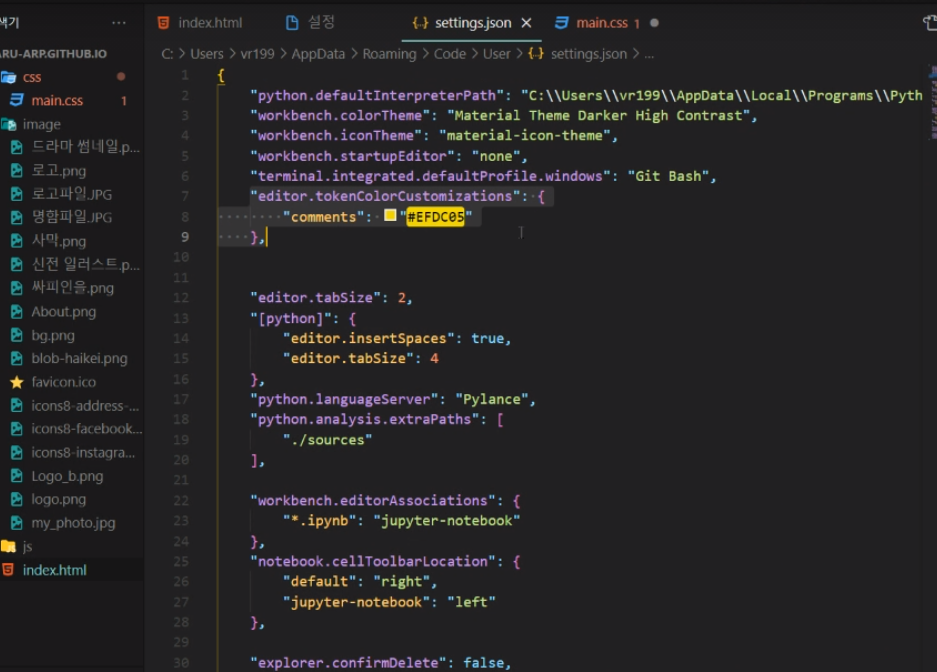 색기 ···
index.html 설정 settings.json main.css 1
ARU-ARP.GITHUB.IO
C: > Users > vr199 > AppData > Roaming > Code > User > {..} settings.json > ...
css
main.css 1
image
드라마 썸네일.p...
로고.png
로고파일.JPG
명함파일.JPG
사막.png
신전 일러스트.p...
싸피인을.png
About.png
bg.png
blob-haikei.png
favicon.ico
icons8-address-...
icons8-facebook...
icons8-instagra...
Logo_b.png
logo.png
my_photo.jpg
js
index.html
1 {
2 "python.defaultInterpreterPath": "C:\\Users\\vr199\\AppData\\Local\\Programs\\Pyth
3 "workbench.colorTheme": "Material Theme Darker High Contrast",
4 "workbench.iconTheme": "material-icon-theme",
5 "workbench.startupEditor": "none",
6 "terminal.integrated.defaultProfile.windows": "Git Bash",
7 "editor.tokenColorCustomizations": {
8 "comments": "#EFDC05"
9 },
10
11
12 "editor.tabSize": 2,
13 "[python]": {
14 "editor.insertSpaces": true,
15 "editor.tabSize": 4
16 },
17 "python.languageServer": "Pylance",
18 "python.analysis.extraPaths": [
19 "./sources"
20 ],
21
22 "workbench.editorAssociations": {
23 "*.ipynb": "jupyter-notebook"
24 },
25 "notebook.cellToolbarLocation": {
26 "default": "right",
27 "jupyter-notebook": "left"
28 },
29
30 "explorer.confirmDelete": false,